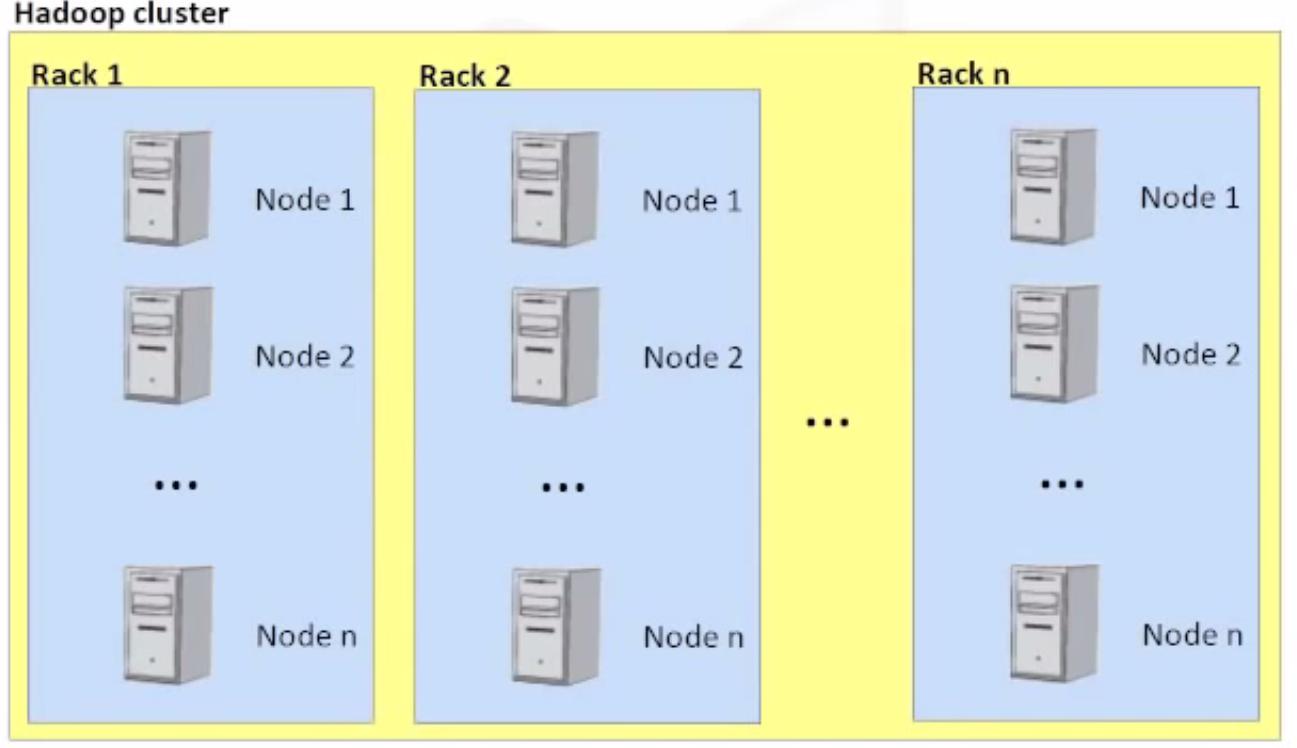 Hadoop cluster
Rack 1
Node 1
Node 2
...
Node n
Rack 2
Node 1
Node 2
...
Node n
...
Rack n
Node 1
Node 2
...
Node n